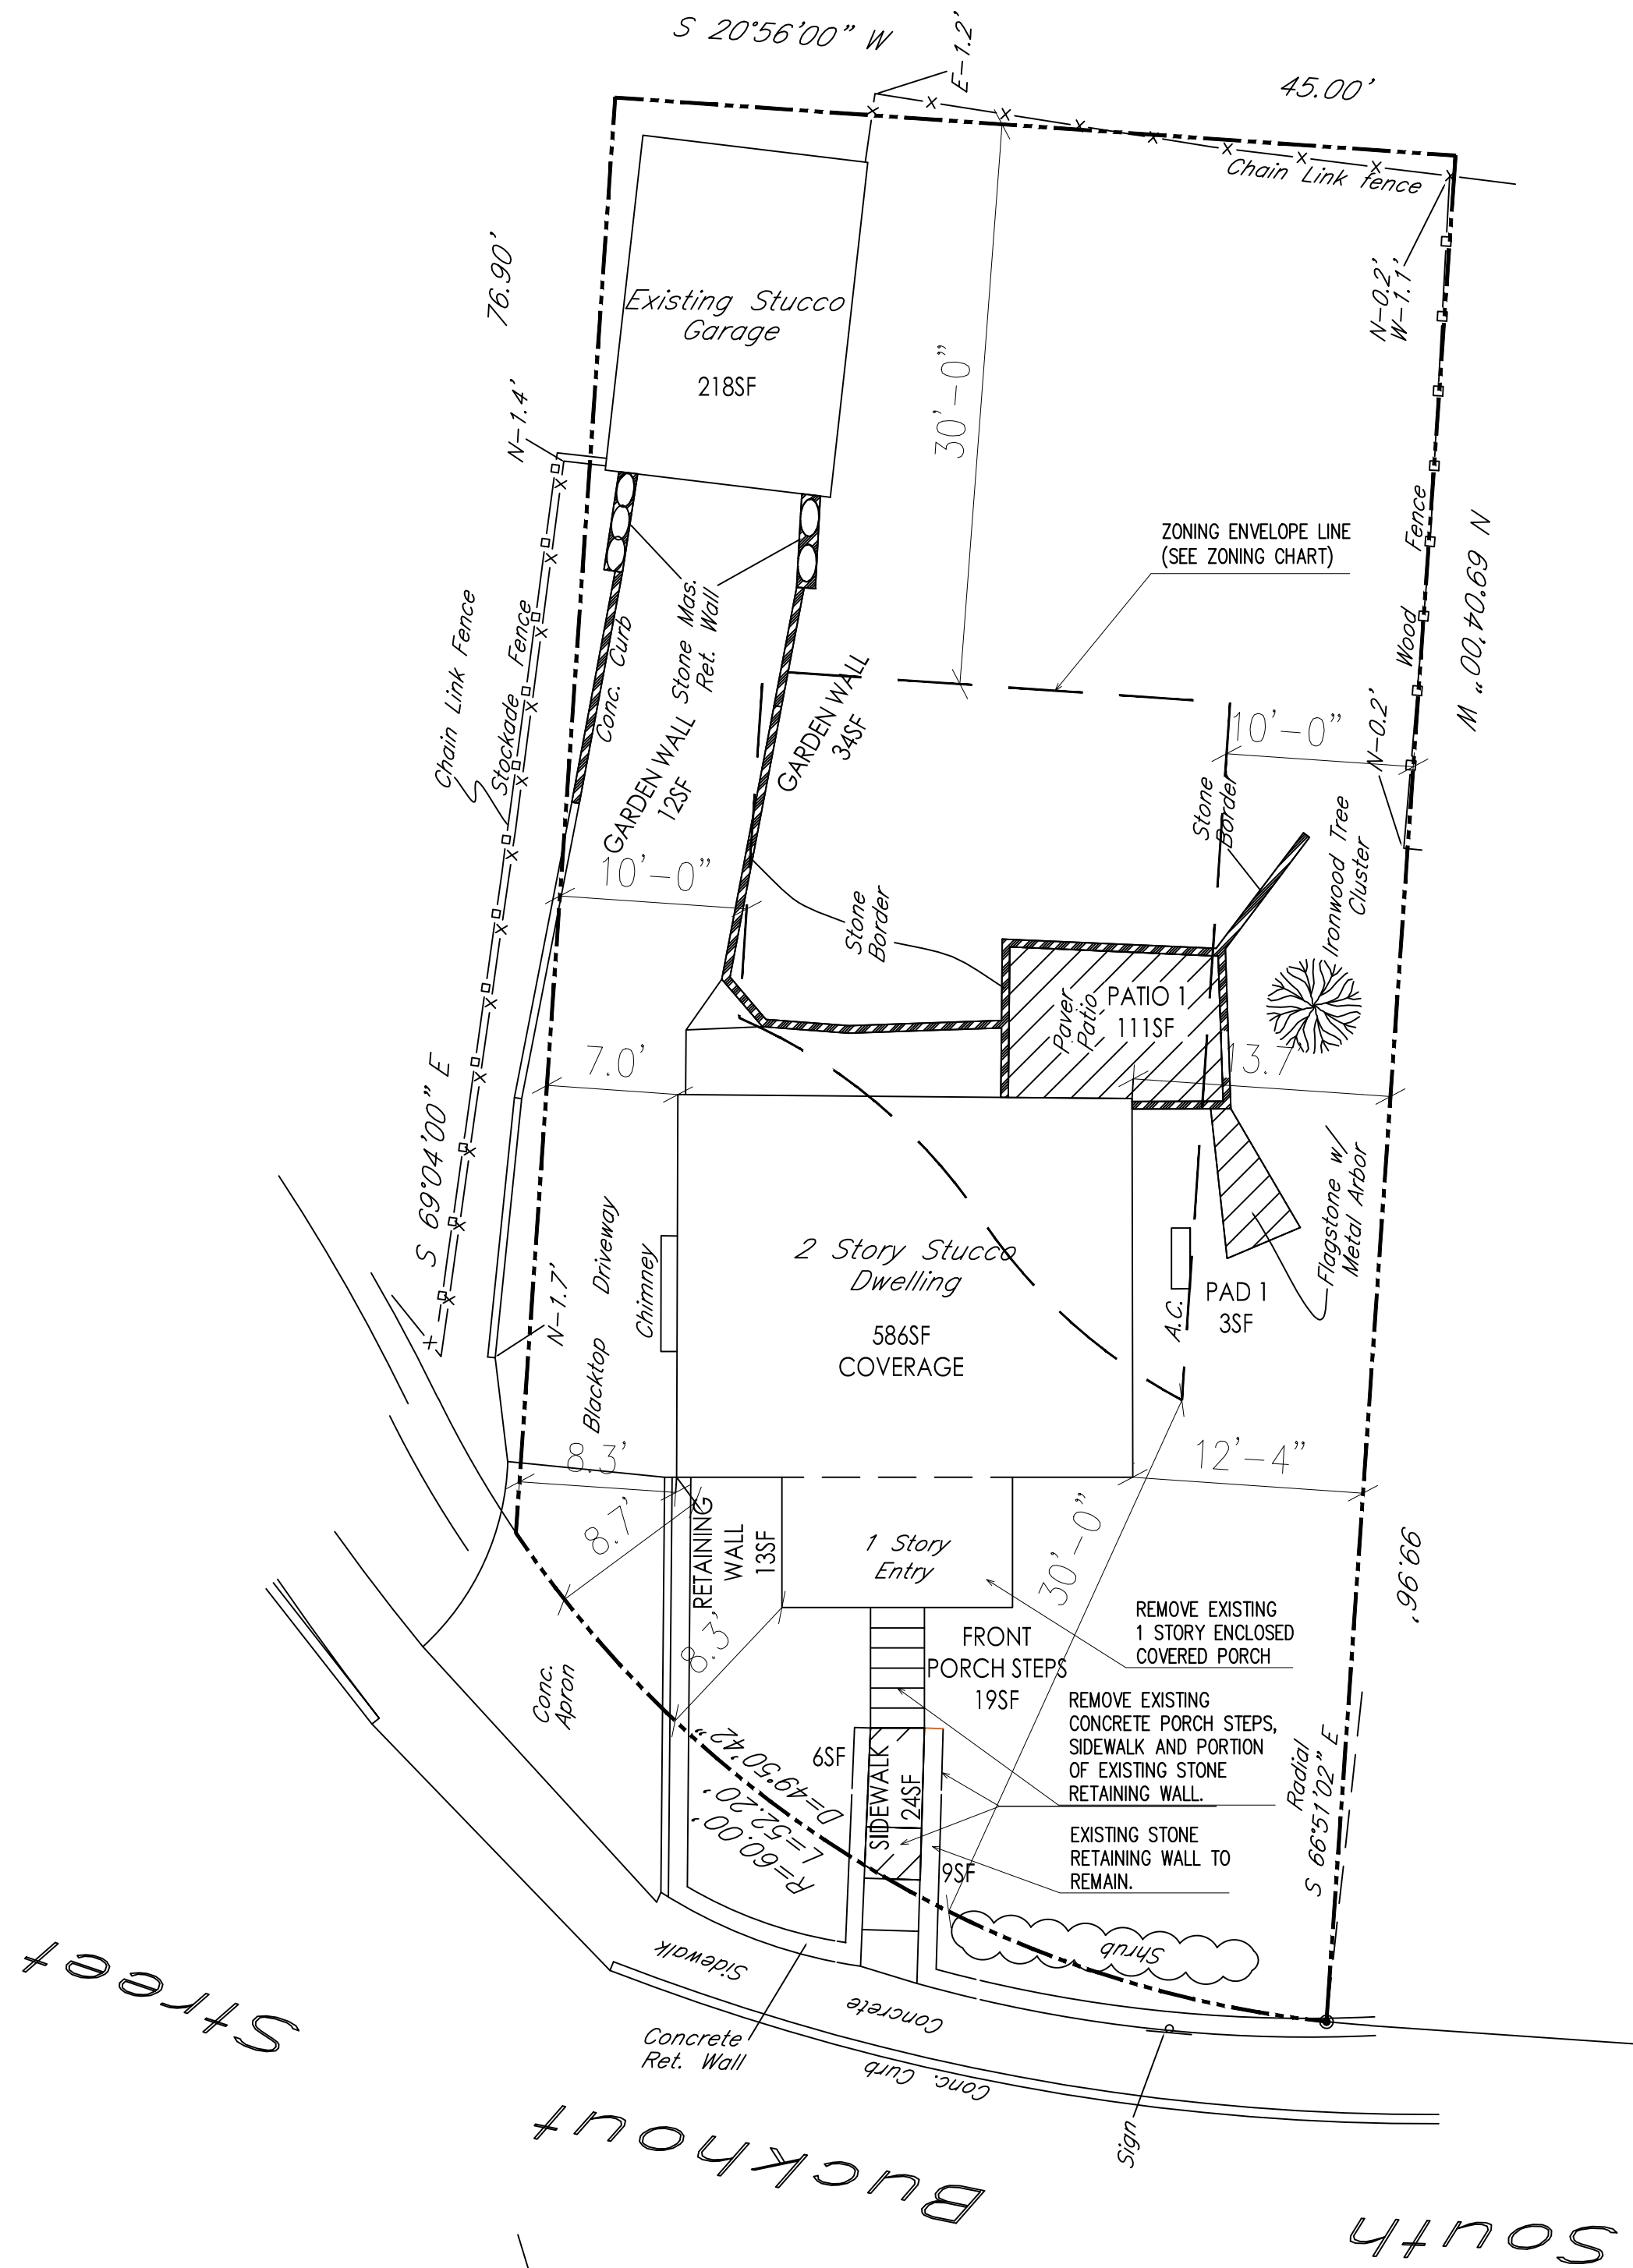 S 20°56'00" W
E-1.2'
45.00'
Chain Link fence
76.90'
Existing Stucco
Garage
218SF
30'-0"
N-0.2'
W-1.1'
N-1.4'
ZONING ENVELOPE LINE
(SEE ZONING CHART)
Wood Fence
N 69°04'00" W
Chain Link Fence
Stockade Fence
Conc. Curb
Stone Mas.
Ret. Wall
GARDEN WALL
12SF
GARDEN WALL
34SF
10'-0"
N-0.2'
10'-0"
Stone
Border
Stone
Border
Ironwood Tree
Cluster
Paver
Patio
PATIO 1
111SF
7.0'
13.7'
S 69°04'00" E
Flagstone w/
Metal Arbor
Blacktop Driveway
Chimney
2 Story Stucco
Dwelling
586SF
COVERAGE
A.C.
PAD 1
3SF
N-1.7'
8.3'
12'-4"
8.7'
RETAINING
WALL
13SF
1 Story
Entry
30'-0"
99.96'
REMOVE EXISTING
1 STORY ENCLOSED
COVERED PORCH
8.3'
FRONT
PORCH STEPS
19SF
Conc.
Apron
REMOVE EXISTING
CONCRETE PORCH STEPS,
SIDEWALK AND PORTION
OF EXISTING STONE
RETAINING WALL.
6SF
SIDEWALK
24SF
D=49°50'42"
L=52.20'
R=60.00'
Radial
S 66°51'02" E
EXISTING STONE
RETAINING WALL TO
REMAIN.
9SF
Shrub
Sidewalk
Concrete
Concrete
Ret. Wall
Conc. Curb
Sign
South Buckhout Street